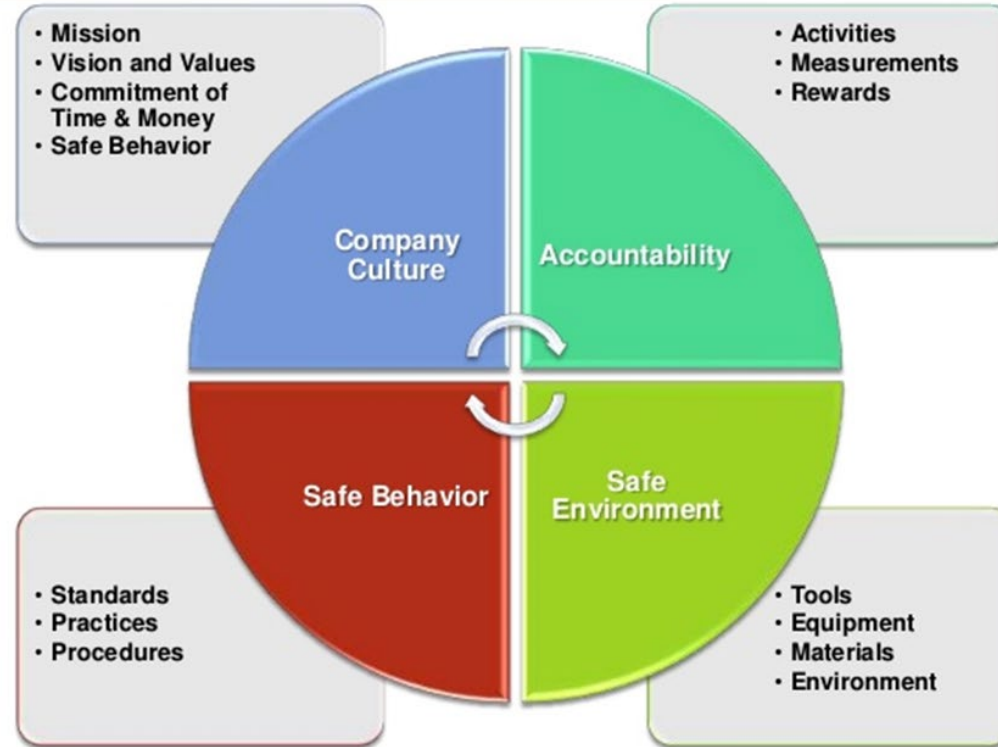 • Mission
• Vision and Values
• Commitment of
Time & Money
• Safe Behavior
• Activities
• Measurements
• Rewards
Company
Culture
Accountability
Safe Behavior
Safe
Environment
• Standards
• Practices
• Procedures
• Tools
• Equipment
• Materials
• Environment